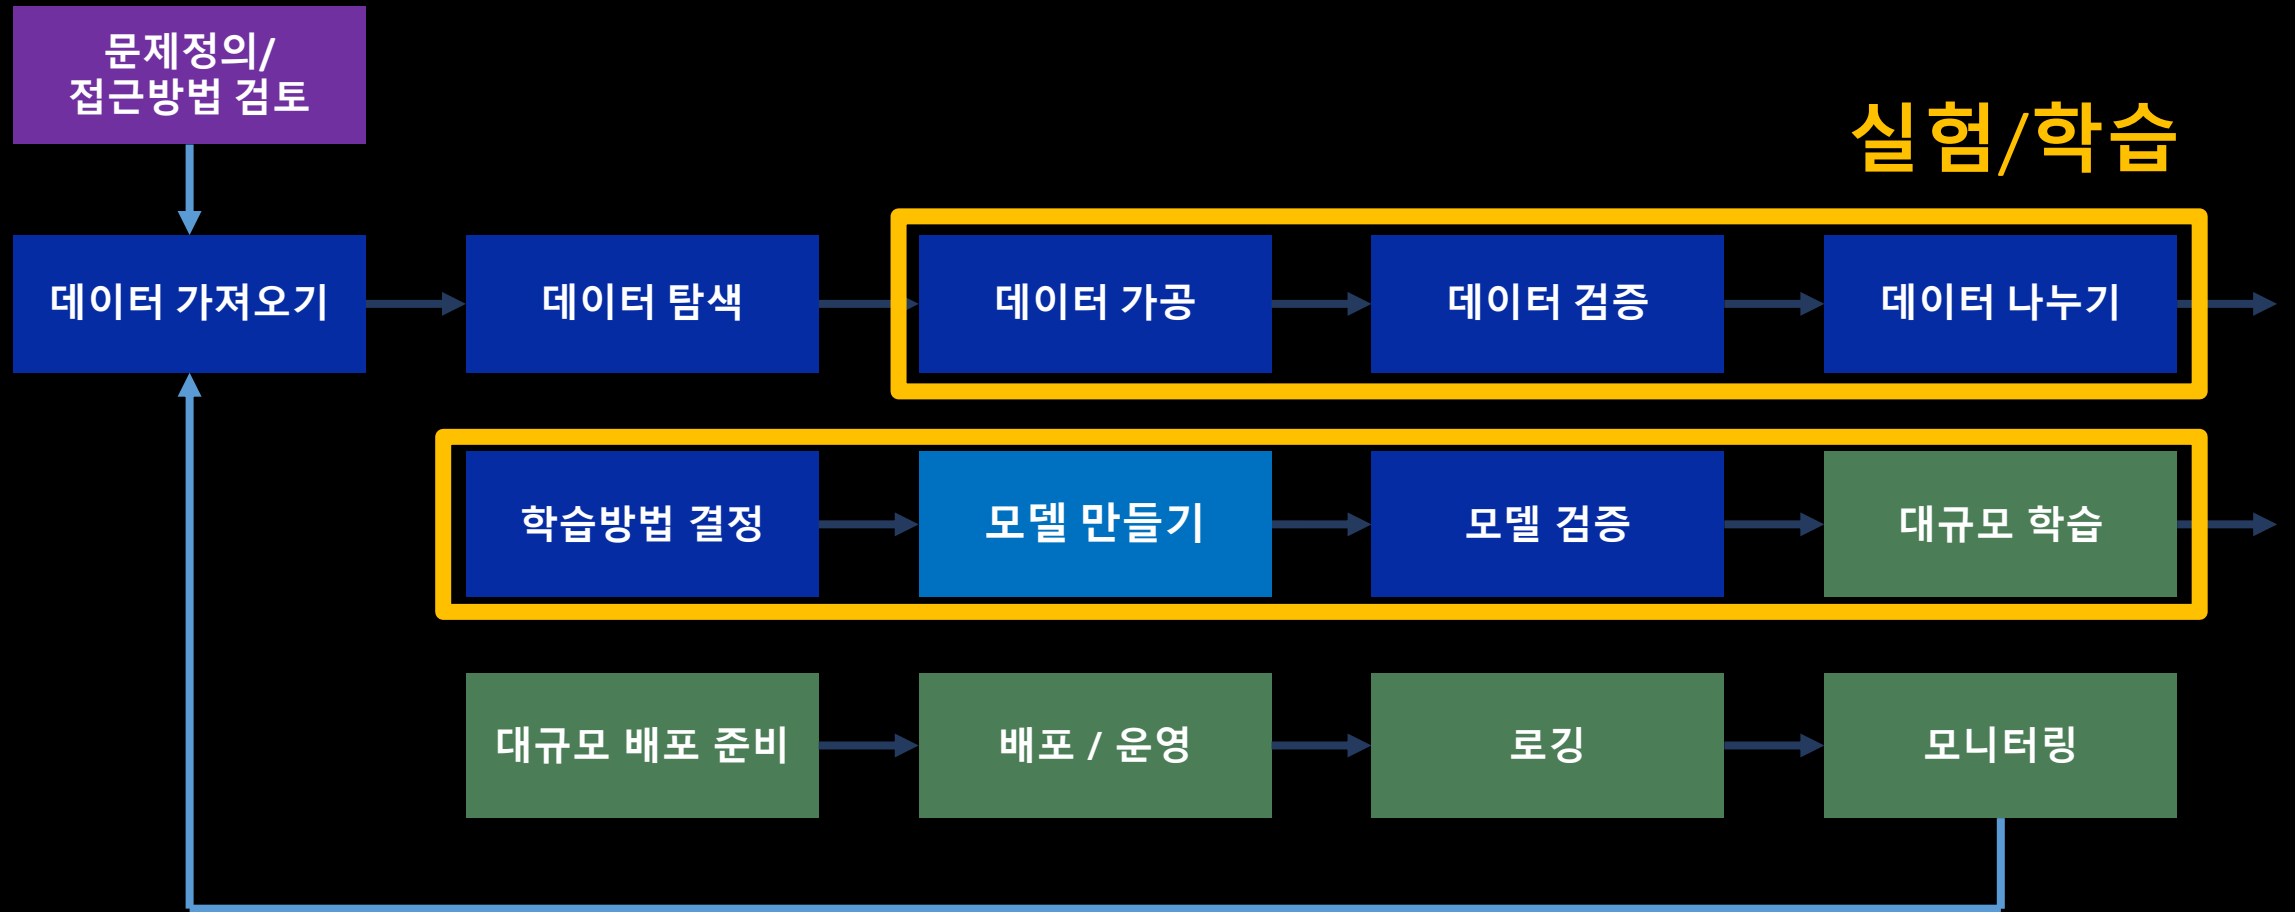 문제정의/
접근방법 검토
실험/학습
데이터 가져오기
데이터 탐색
데이터 가공
데이터 검증
데이터 나누기
학습방법 결정
모델 만들기
모델 검증
대규모 학습
대규모 배포 준비
배포 / 운영
로깅
모니터링